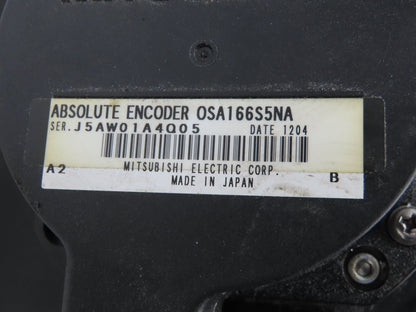 ABSOLUTE ENCODER OSA166S5NA
SER.J5AW01A4Q05 DATE 1204
A2 MITSUBISHI ELECTRIC CORP. B
MADE IN JAPAN